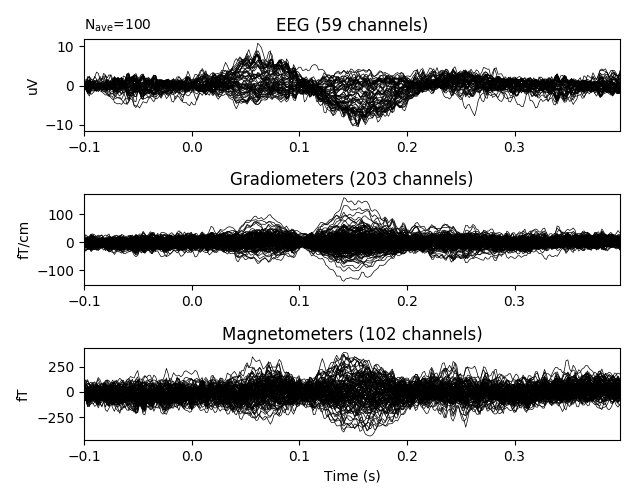 N_ave=100
EEG (59 channels)
10
0
−10
uV
−0.1 0.0 0.1 0.2 0.3
Gradiometers (203 channels)
100
0
−100
fT/cm
−0.1 0.0 0.1 0.2 0.3
Magnetometers (102 channels)
250
0
−250
fT
−0.1 0.0 0.1 0.2 0.3
Time (s)